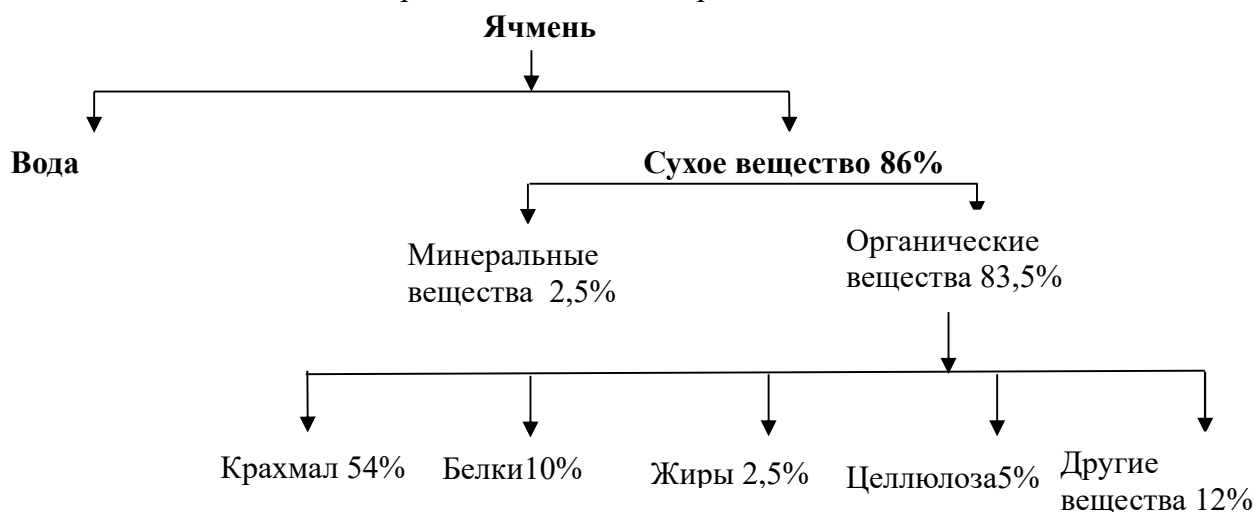 Ячмень
Вода
Сухое вещество 86%
Минеральные
вещества 2,5%
Органические
вещества 83,5%
Крахмал 54%
Белки10%
Жиры 2,5%
Целлюлоза5%
Другие
вещества 12%